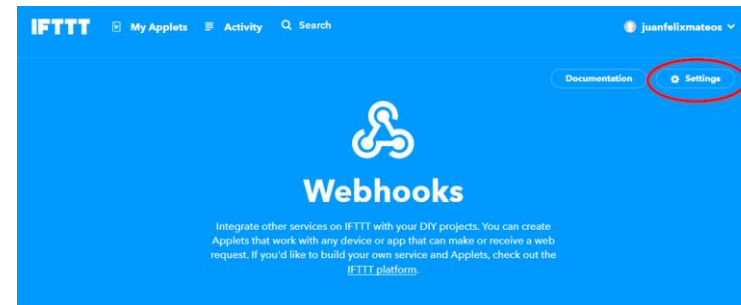 IFTTT My Applets Activity Search juanfelixmateos
Documentation Settings
Webhooks
Integrate other services on IFTTT with your DIY projects. You can create
Applets that work with any device or app that can make or receive a web
request. If you'd like to build your own service and Applets, check out the
IFTTT platform.